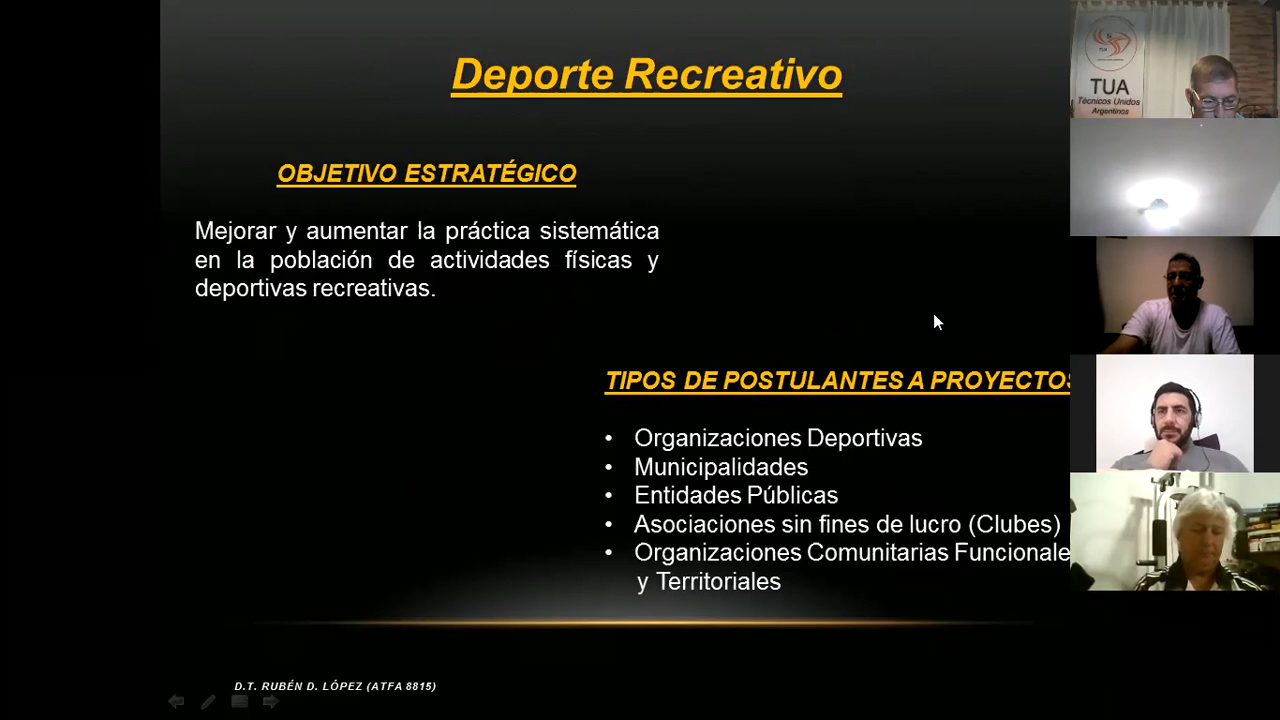 Deporte Recreativo
OBJETIVO ESTRATÉGICO
Mejorar y aumentar la práctica sistemática
en la población de actividades físicas y
deportivas recreativas.
TIPOS DE POSTULANTES A PROYECTOS
• Organizaciones Deportivas
• Municipalidades
• Entidades Públicas
• Asociaciones sin fines de lucro (Clubes)
• Organizaciones Comunitarias Funcionale
y Territoriales
D.T. RUBÉN D. LÓPEZ (ATFA 8815)
TUA
TUA
Técnicos Unidos
Argentinos